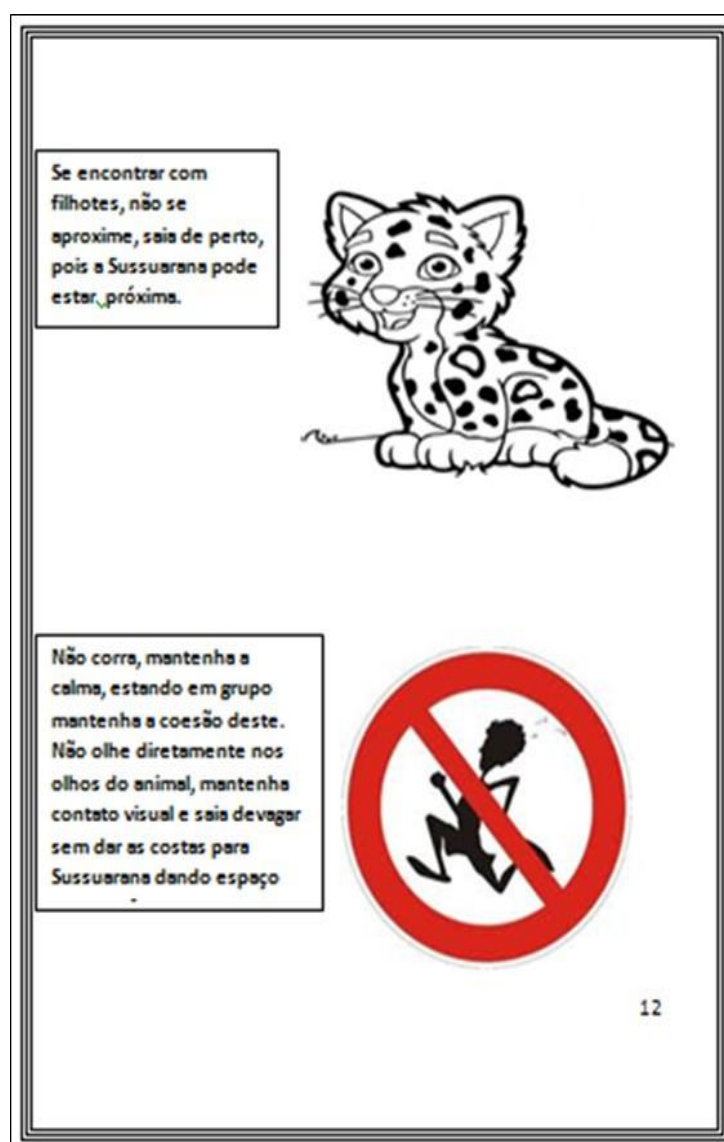 Se encontrar com
filhotes, não se
aproxime, saia de perto,
pois a Sussuarana pode
estar próxima.
Não corra, mantenha a
calma, estando em grupo
mantenha a coesão deste.
Não olhe diretamente nos
olhos do animal, mantenha
contato visual e saia devagar
sem dar as costas para
Sussuarana dando espaço
12